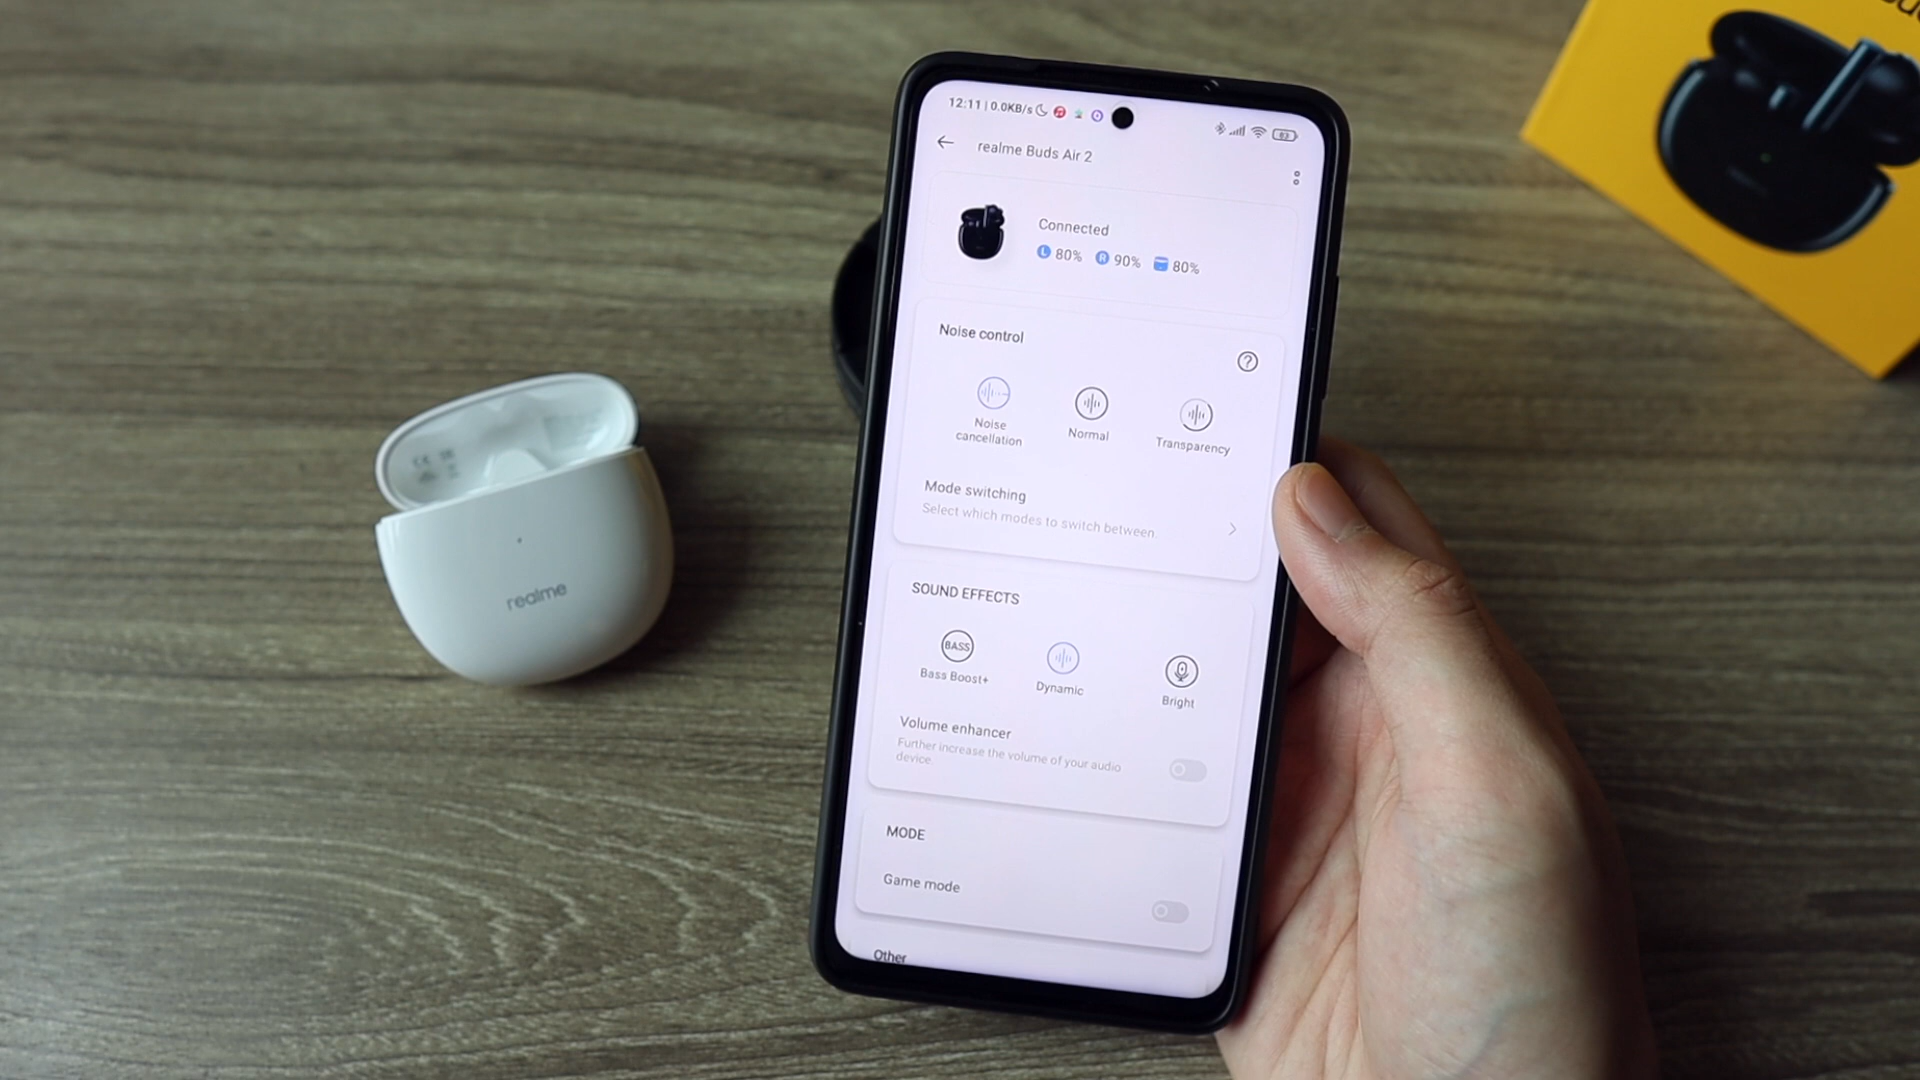 12:11 | 0.0KB/s
83
realme Buds Air 2
Connected
L 80% R 90% 80%
Noise control
?
Noise cancellation
Normal
Transparency
Mode switching
Select which modes to switch between.
SOUND EFFECTS
BASS
Bass Boost+
Dynamic
Bright
Volume enhancer
Further increase the volume of your audio
device.
MODE
Game mode
Other
realme